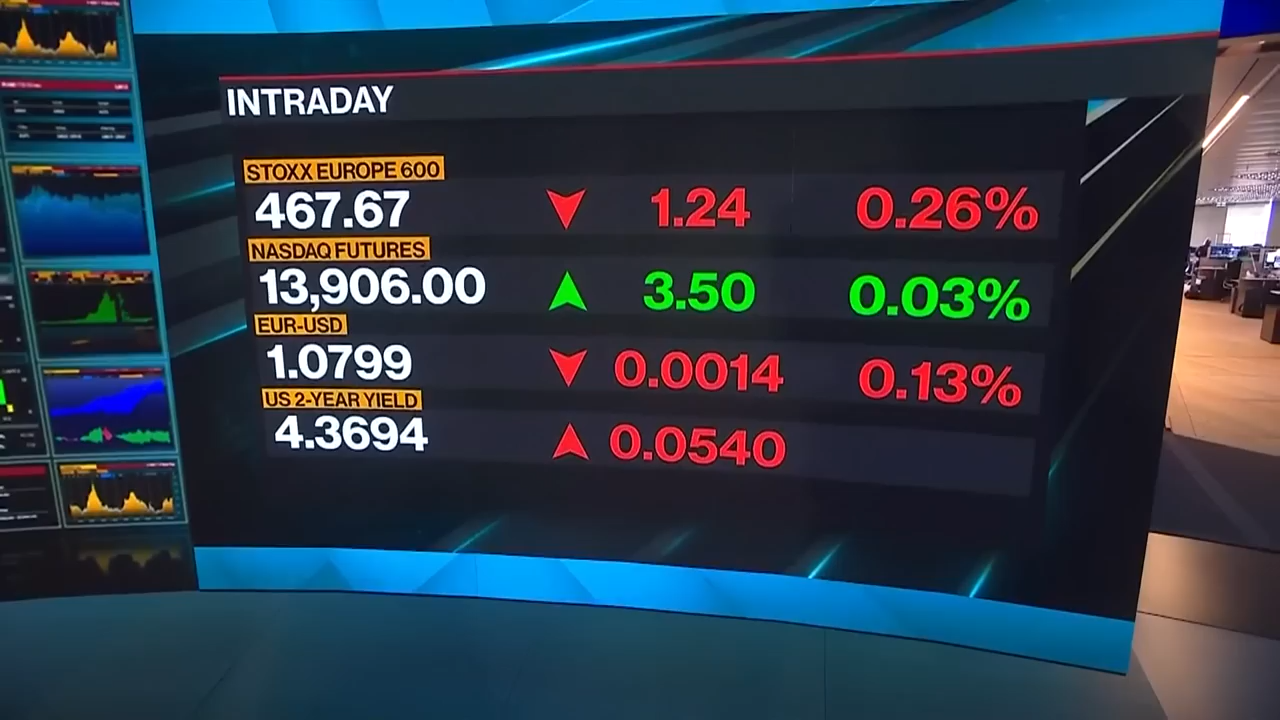 INTRADAY
STOXX EUROPE 600
467.67 1.24 0.26%
NASDAQ FUTURES
13,906.00 3.50 0.03%
EUR-USD
1.0799 0.0014 0.13%
US 2-YEAR YIELD
4.3694 0.0540